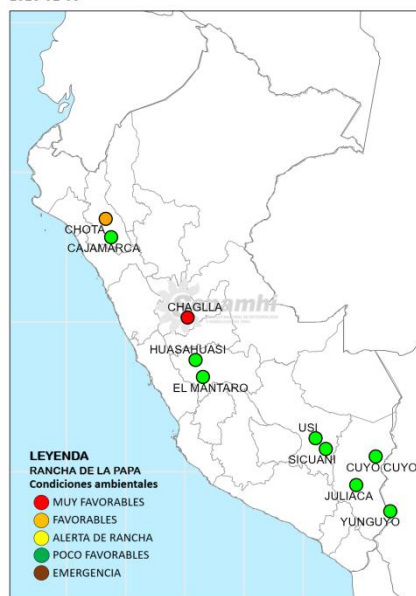 CHOTA
CAJAMARCA
Senamhi
CHAGLLA
HUASAHUASI
EL MANTARO
USI
SICUANI
CUYO CUYO
JULIACA
YUNGUYO
LEYENDA
RANCHA DE LA PAPA
Condiciones ambientales
MUY FAVORABLES
FAVORABLES
ALERTA DE RANCHA
POCO FAVORABLES
EMERGENCIA